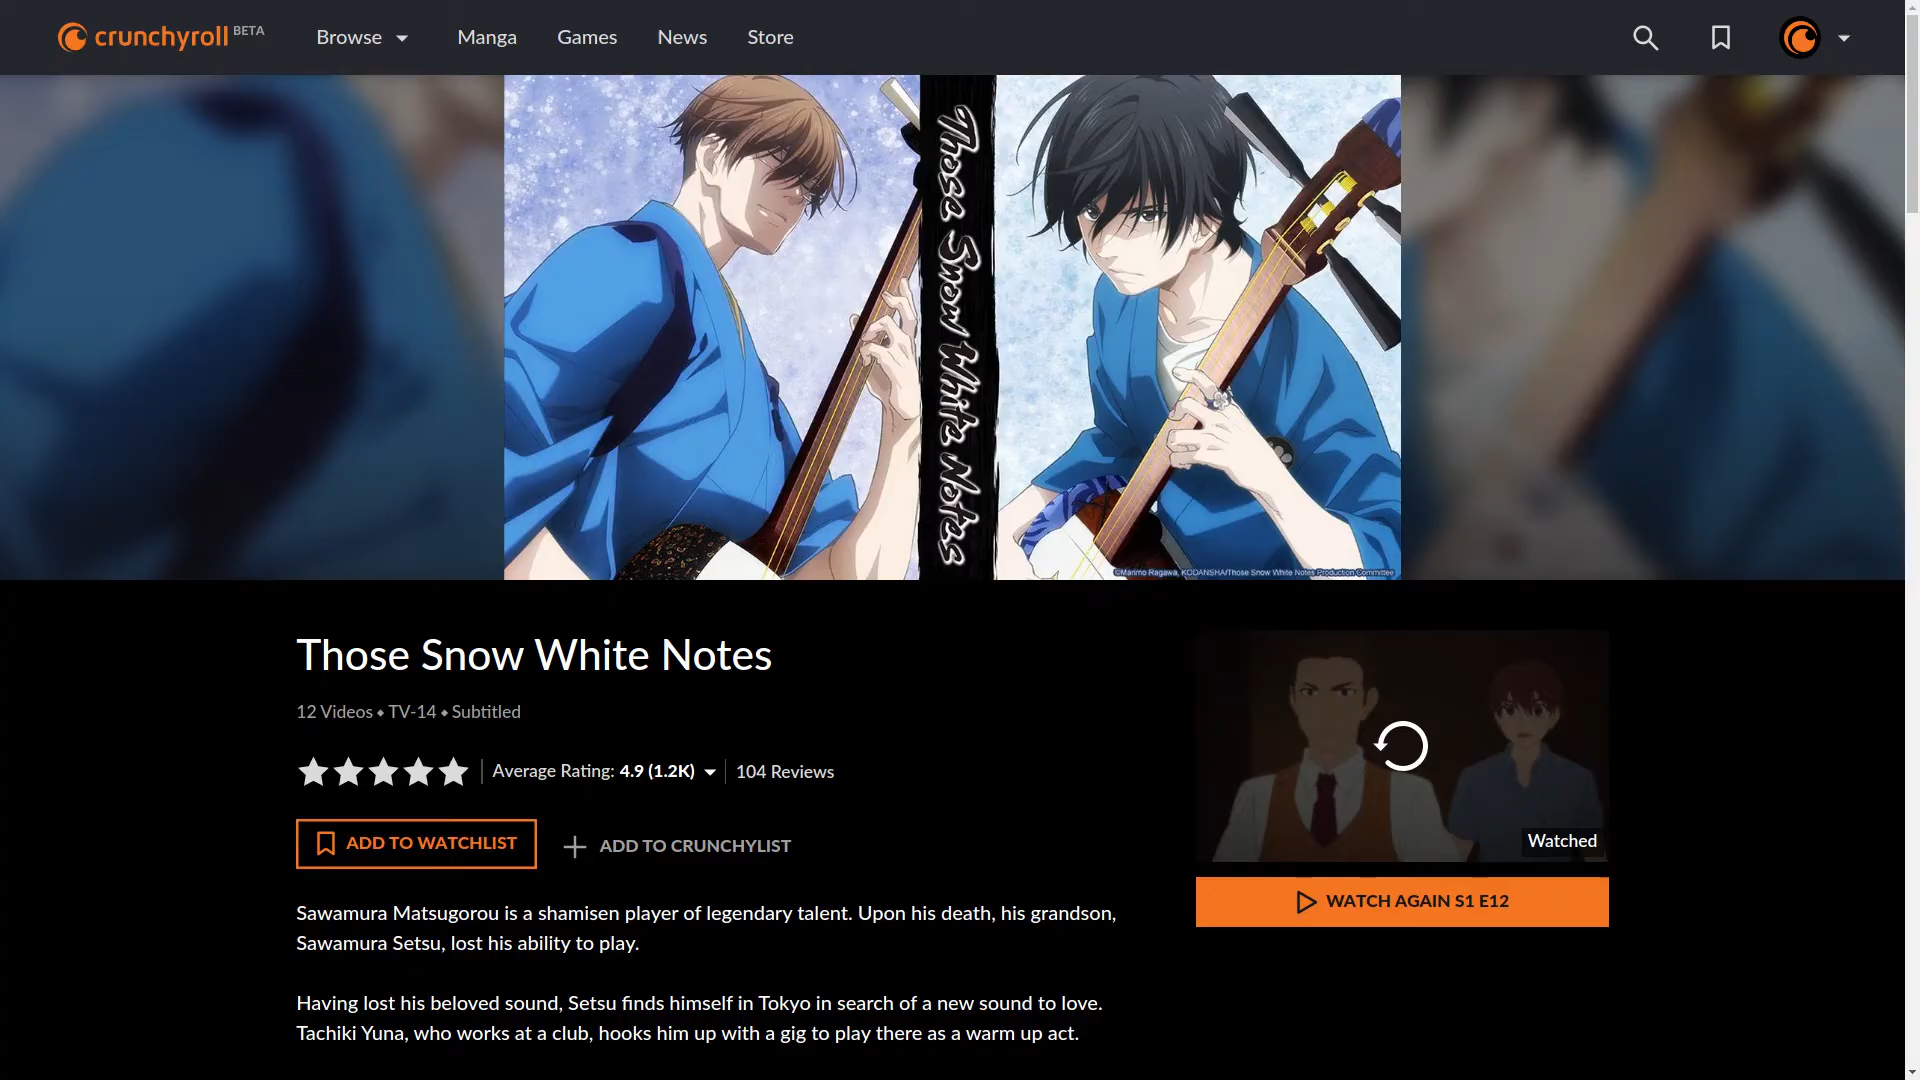 crunchyroll BETA
Browse
Manga
Games
News
Store
Those Snow White Notes
©Marimo Ragawa, KODANSHA/Those Snow White Notes Production Committee
Those Snow White Notes
12 Videos ◆ TV-14 ◆ Subtitled
Average Rating: 4.9 (1.2K)
104 Reviews
ADD TO WATCHLIST
ADD TO CRUNCHYLIST
Sawamura Matsugorou is a shamisen player of legendary talent. Upon his death, his grandson,
Sawamura Setsu, lost his ability to play.
Having lost his beloved sound, Setsu finds himself in Tokyo in search of a new sound to love.
Tachiki Yuna, who works at a club, hooks him up with a gig to play there as a warm up act.
Watched
WATCH AGAIN S1 E12